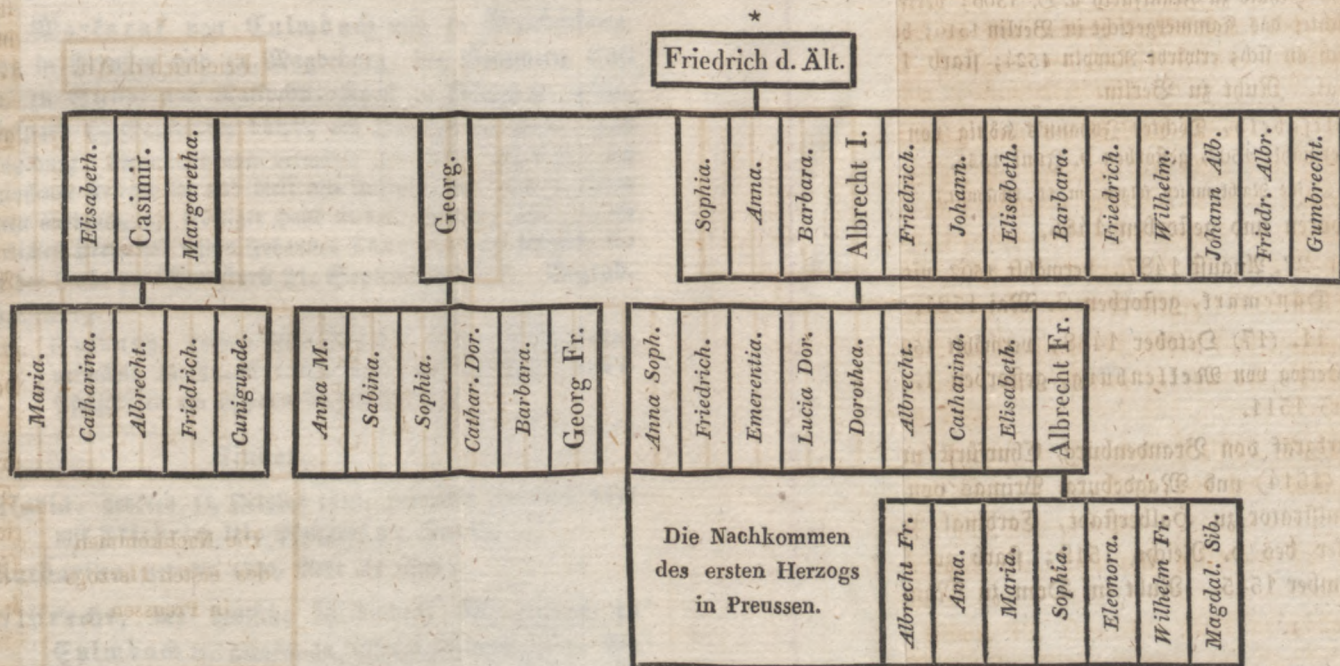 *
Friedrich d. Ält.
Elisabeth.
Casimir.
Margaretha.
Georg.
Sophia.
Anna.
Barbara.
Albrecht I.
Friedrich.
Johann.
Elisabeth.
Barbara.
Friedrich.
Wilhelm.
Johann Alb.
Friedr. Albr.
Gumbrecht.
Maria.
Catharina.
Albrecht.
Friedrich.
Cunigunde.
Anna M.
Sabina.
Sophia.
Cathar. Dor.
Barbara.
Georg Fr.
Anna Soph.
Friedrich.
Emerentia.
Lucia Dor.
Dorothea.
Albrecht.
Catharina.
Elisabeth.
Albrecht Fr.
Die Nachkommen
des ersten Herzogs
in Preussen.
Albrecht Fr.
Anna.
Maria.
Sophia.
Eleonora.
Wilhelm Fr.
Magdal. Sib.